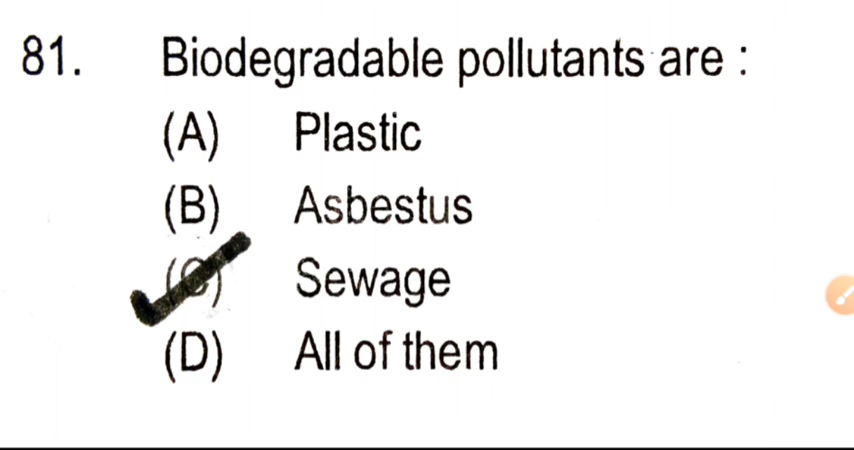 81. Biodegradable pollutants are :
(A) Plastic
(B) Asbestus
(C) Sewage
(D) All of them